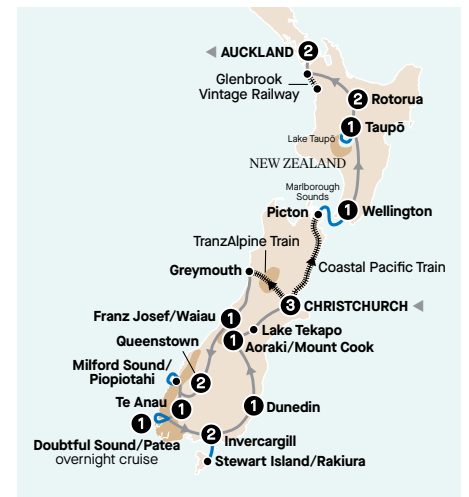 ◀ AUCKLAND 2
Glenbrook
Vintage Railway
2 Rotorua
1 Taupō
Lake Taupō
NEW ZEALAND
Marlborough
Sounds
Picton
1 Wellington
TranzAlpine Train
Greymouth
Coastal Pacific Train
3 CHRISTCHURCH ◀
Franz Josef/Waiau 1
Lake Tekapo
1 Aoraki/Mount Cook
Queenstown
2
Milford Sound/
Piopiotahi
Te Anau 1
1
Dunedin
1
Doubtful Sound/Patea
overnight cruise
2 Invercargill
Stewart Island/Rakiura